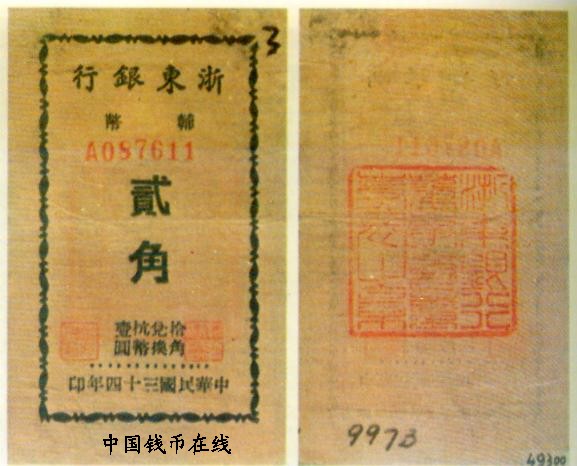 3
浙東銀行
輔幣
A087611
貳
角
拾角
兌換
抗幣
壹圓
中華民國三十四年印
中国钱币在线
49300